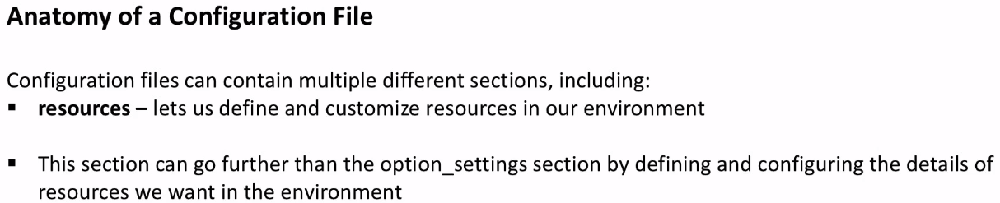 Anatomy of a Configuration File
Configuration files can contain multiple different sections, including:
▪ resources – lets us define and customize resources in our environment
▪ This section can go further than the option_settings section by defining and configuring the details of
resources we want in the environment